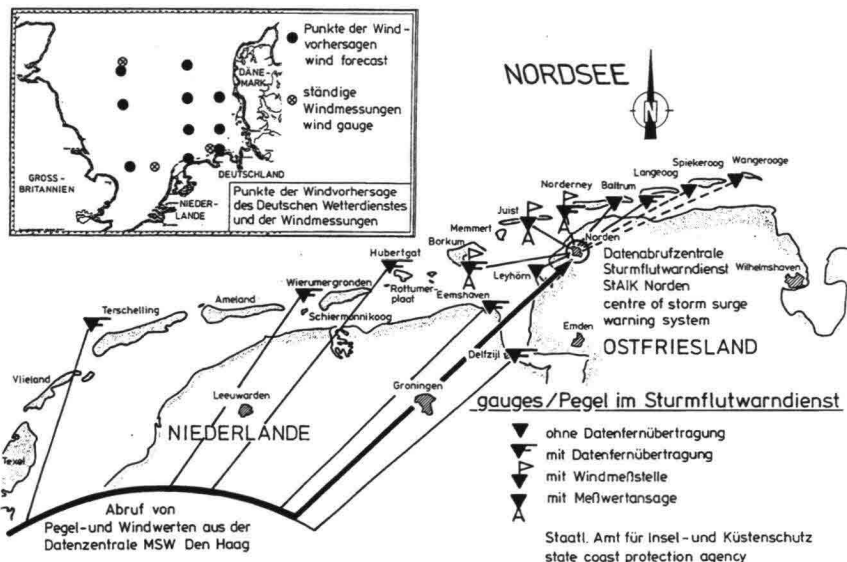 Punkte der Wind-
vorhersagen
wind forecast
ständige
Windmessungen
wind gauge
DÄNE-
MARK
GROSS-
BRITANNIEN
NIEDER-
LANDE
DEUTSCHLAND
Punkte der Windvorhersage
des Deutschen Wetterdienstes
und der Windmessungen
NORDSEE
N
Wangerooge
Spiekeroog
Langeroog
Baltrum
Norderney
Juist
Memmert
Borkum
Norden
Leyhörn
Hubertgat
Rottumer-
plaat
Wierumergronden
Ameland
Schiermonnikoog
Terschelling
Vlieland
Texel
Eemshaven
Delfzijl
Emden
Wilhelmshaven
Groningen
Leeuwarden
Datenabrufzentrale
Sturmflutwarndienst
StAIK Norden
centre of storm surge
warning system
OSTFRIESLAND
NIEDERLANDE
gauges/Pegel im Sturmflutwarndienst
ohne Datenfernübertragung
mit Datenfernübertragung
mit Windmeßstelle
mit Meßwertansage
Abruf von
Pegel-und Windwerten aus der
Datenzentrale MSW Den Haag
Staatl. Amt für Insel-und Küstenschutz
state coast protection agency